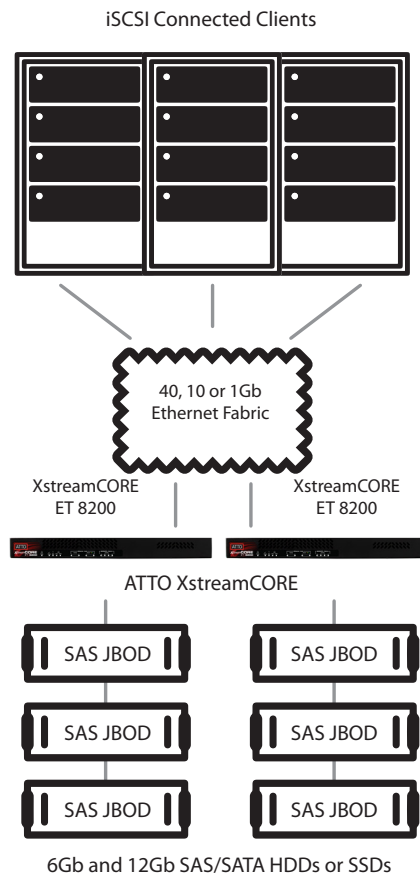 iSCSI Connected Clients
40, 10 or 1Gb
Ethernet Fabric
XstreamCORE
ET 8200
XstreamCORE
ET 8200
ATTO XstreamCORE
SAS JBOD
SAS JBOD
SAS JBOD
SAS JBOD
SAS JBOD
SAS JBOD
6Gb and 12Gb SAS/SATA HDDs or SSDs